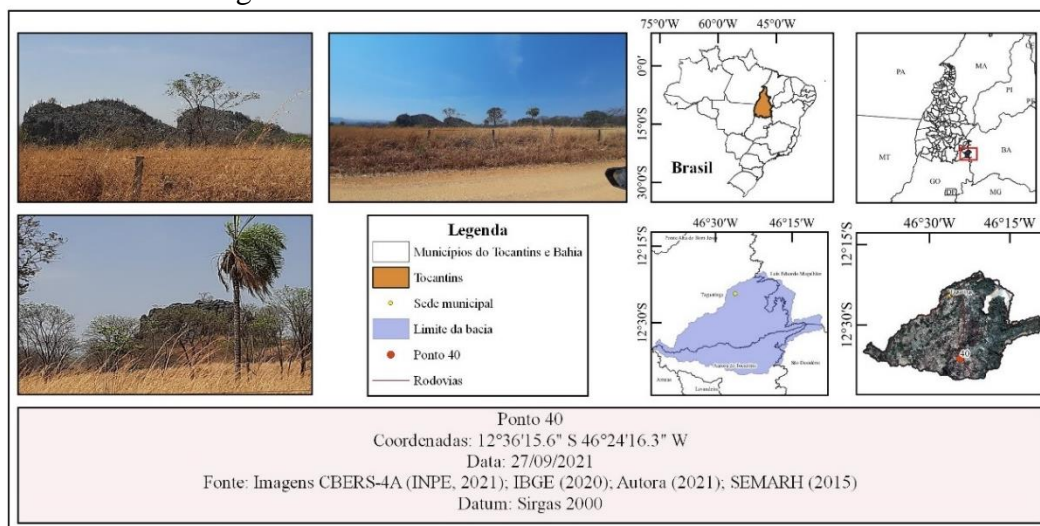 75°0'W 60°0'W 45°0'W
0°0'
15°0'S
30°0'S
Brasil
PA
MA
PI
PE
MT
BA
GO
DF
MG
Legenda
Municípios do Tocantins e Bahia
Tocantins
Sede municipal
Limite da bacia
Ponto 40
Rodovias
46°30'W 46°15'W
12°15'S
12°30'S
Luís Eduardo Magalhães
Taguatinga
São Desidério
Aurora do Tocantins
Lavandeira
46°30'W 46°15'W
12°15'S
12°30'S
40
Ponto 40
Coordenadas: 12°36'15.6" S 46°24'16.3" W
Data: 27/09/2021
Fonte: Imagens CBERS-4A (INPE, 2021); IBGE (2020); Autora (2021); SEMARH (2015)
Datum: Sirgas 2000